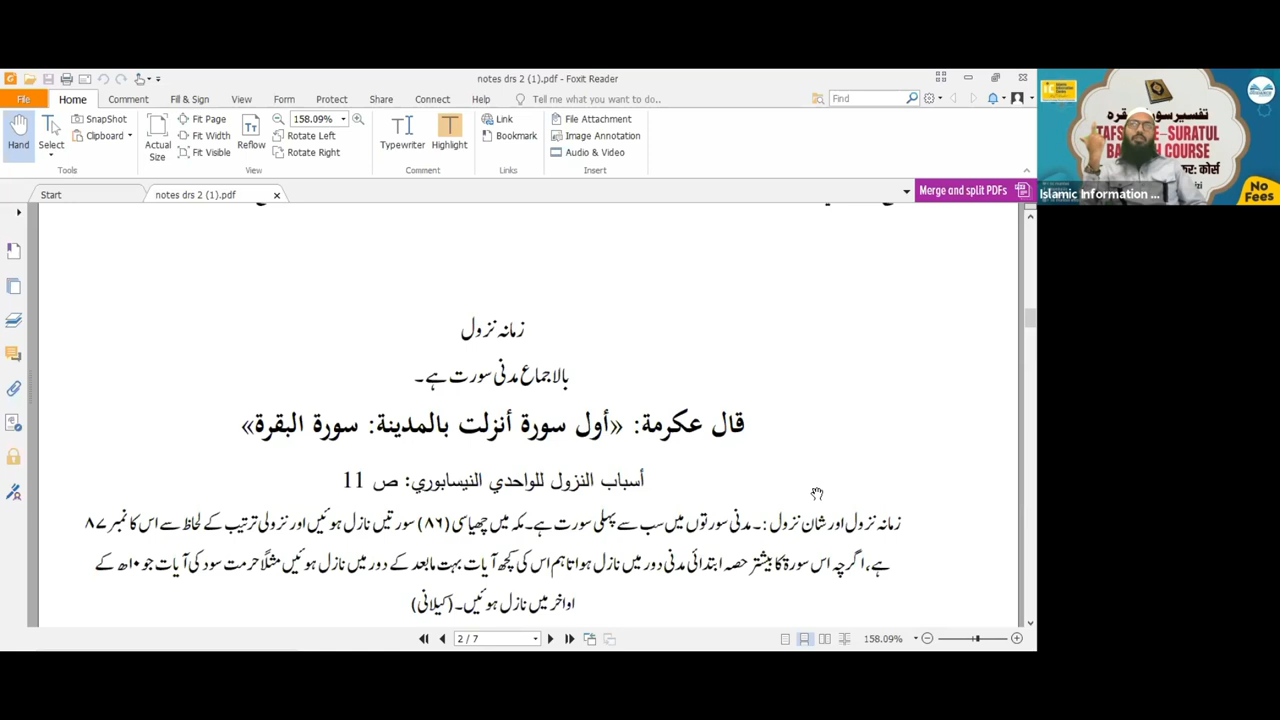 notes drs 2 (1).pdf - Foxit Reader
File Home Comment Fill & Sign View Form Protect Share Connect Help Tell me what you want to do.. Find
Hand
Select
SnapShot
Clipboard
Actual Size
Fit Page
Fit Width
Fit Visible
Reflow
158.09%
Rotate Left
Rotate Right
Typewriter
Highlight
Link
Bookmark
File Attachment
Image Annotation
Audio & Video
Tools View Comment Links Insert
Start
notes drs 2 (1).pdf
Merge and split PDFs
زمانہ نزول
بالاجماع مدنی سورت ہے۔
قال عكرمة: «أول سورة أنزلت بالمدينة: سورة البقرة»
أسباب النزول للواحدي النيسابوري: ص 11
زمانہ نزول اور شان نزول :۔ مدنی سورتوں میں سب سے پہلی سورت ہے۔ مکہ میں چھیاسی (۸۶) سورتیں نازل ہوئیں اور نزولی ترتیب کے لحاظ سے اس کا نمبر ۸۷
ہے، اگرچہ اس سورۃ کا بیشتر حصہ ابتدائی مدنی دور میں نازل ہوا تاہم اس کی کچھ آیات بہت مابعد کے دور میں نازل ہوئیں مثلاً حرمت سود کی آیات جو ۱۰ھ کے
اواخر میں نازل ہوئیں۔ (کیلانی)
2 / 7
158.09%
TAFS
E-SURATUL
COURSE
कोर्स
No Fees
Islamic Information ...